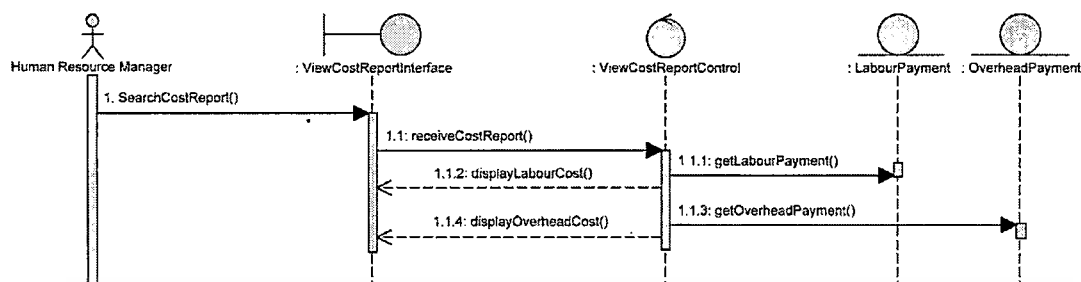 Human Resource Manager
: ViewCostReportInterface
: ViewCostReportControl
: LabourPayment
: OverheadPayment
1. SearchCostReport()
1.1: receiveCostReport()
1 1.1: getLabourPayment()
1.1.2: displayLabourCost()
1.1.3: getOverheadPayment()
1.1.4: displayOverheadCost()